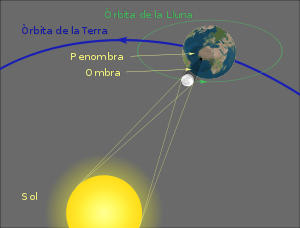 Òrbita de la Lluna
Òrbita de la Terra
Penombra
Ombra
Sol